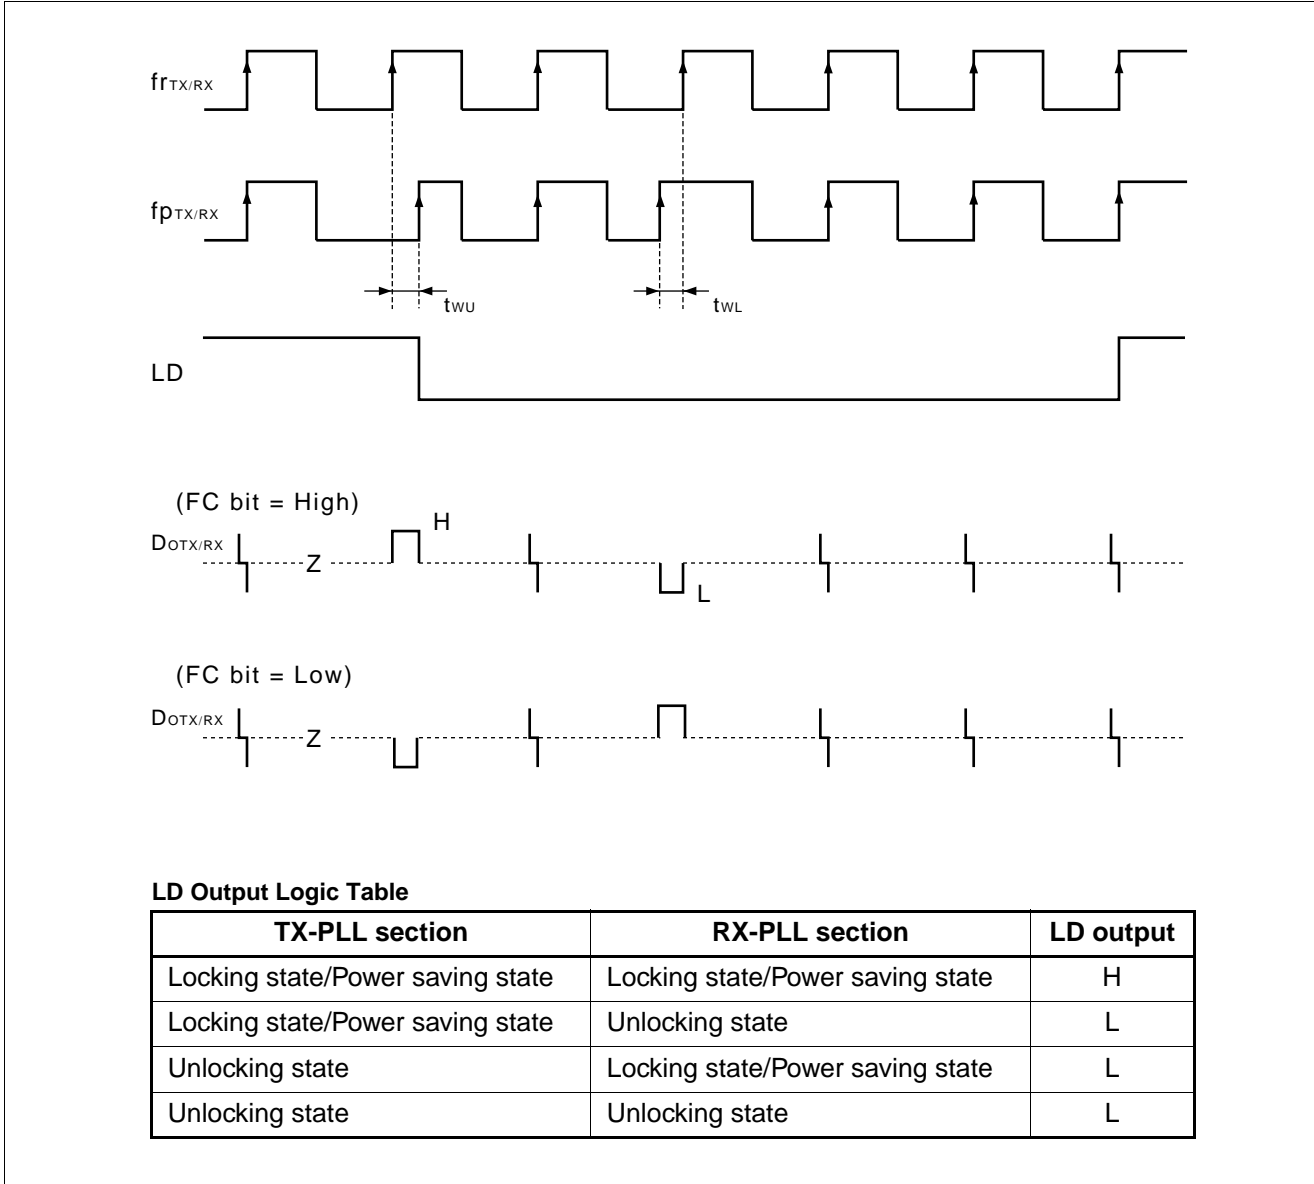 frTX/RX
fpTX/RX
tWU
tWL
LD
(FC bit = High)
H
DOTX/RX
Z
L
(FC bit = Low)
DOTX/RX
Z
LD Output Logic Table
TX-PLL section RX-PLL section LD output
Locking state/Power saving state Locking state/Power saving state H
Locking state/Power saving state Unlocking state L
Unlocking state Locking state/Power saving state L
Unlocking state Unlocking state L